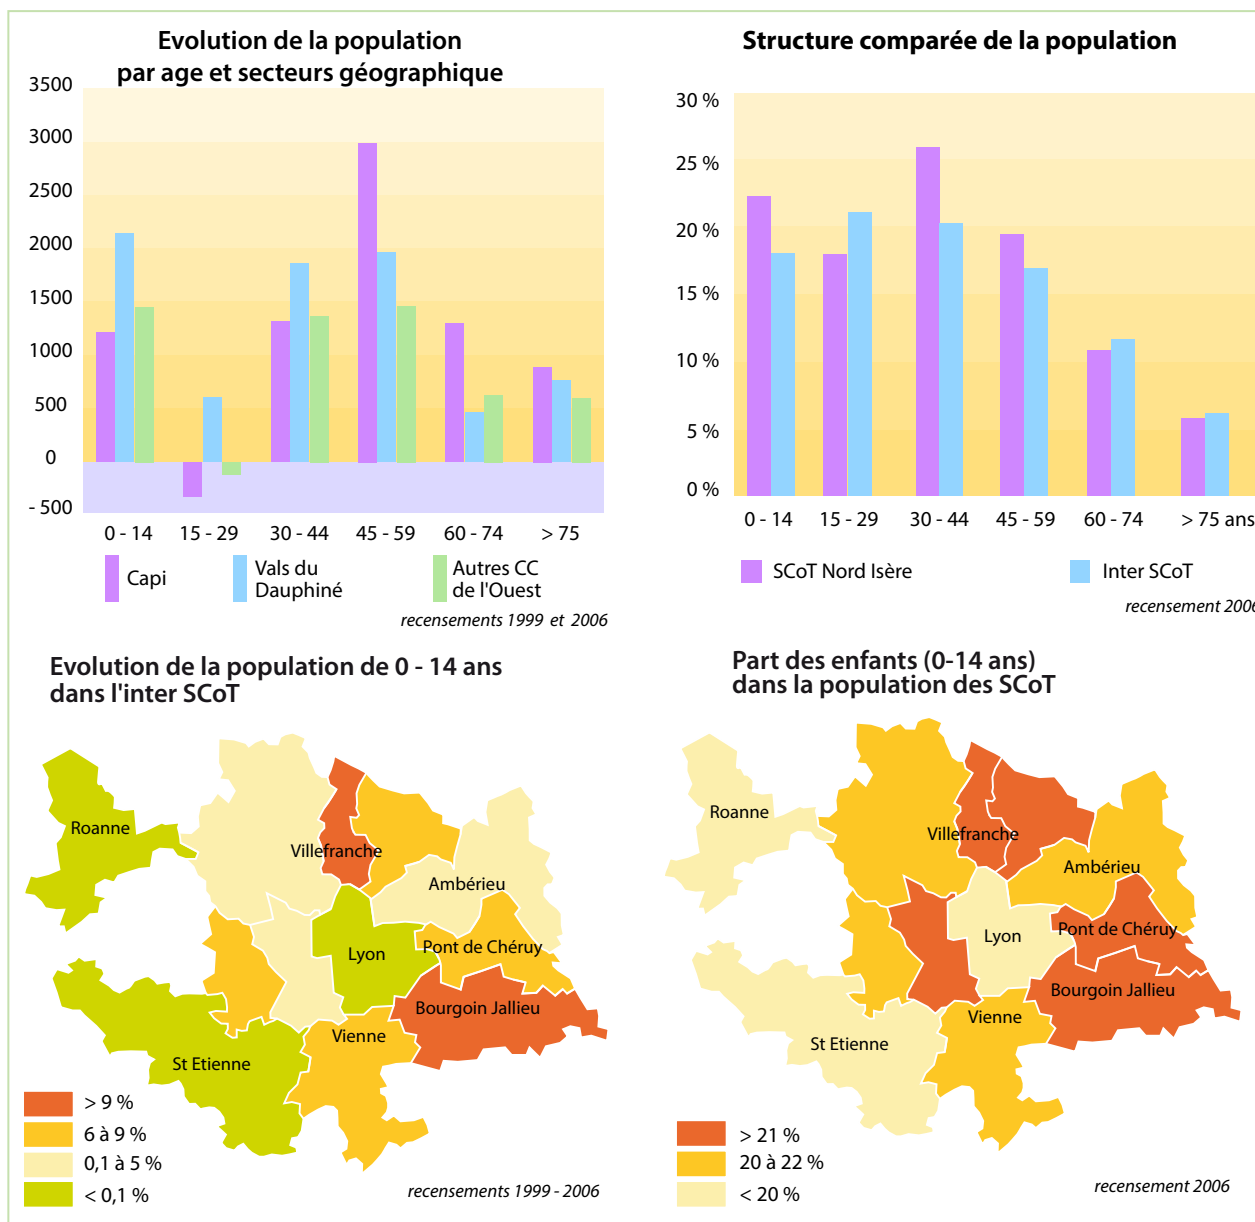 Evolution de la population
par age et secteurs géographique
3500
3000
2500
2000
1500
1000
500
0
- 500
0 - 14 15 - 29 30 - 44 45 - 59 60 - 74 > 75
Capi
Vals du
Dauphiné
Autres CC
de l'Ouest
recensements 1999 et 2006
Structure comparée de la population
30 %
25 %
20 %
15 %
10 %
5 %
0 %
0 - 14 15 - 29 30 - 44 45 - 59 60 - 74 > 75 ans
SCoT Nord Isère
Inter SCoT
recensement 2006
Evolution de la population de 0 - 14 ans
dans l'inter SCoT
Roanne
Villefranche
Ambérieu
Lyon
Pont de Chéruy
Bourgoin Jallieu
Vienne
St Etienne
> 9 %
6 à 9 %
0,1 à 5 %
< 0,1 %
recensements 1999 - 2006
Part des enfants (0-14 ans)
dans la population des SCoT
Roanne
Villefranche
Ambérieu
Lyon
Pont de Chéruy
Bourgoin Jallieu
Vienne
St Etienne
> 21 %
20 à 22 %
< 20 %
recensement 2006